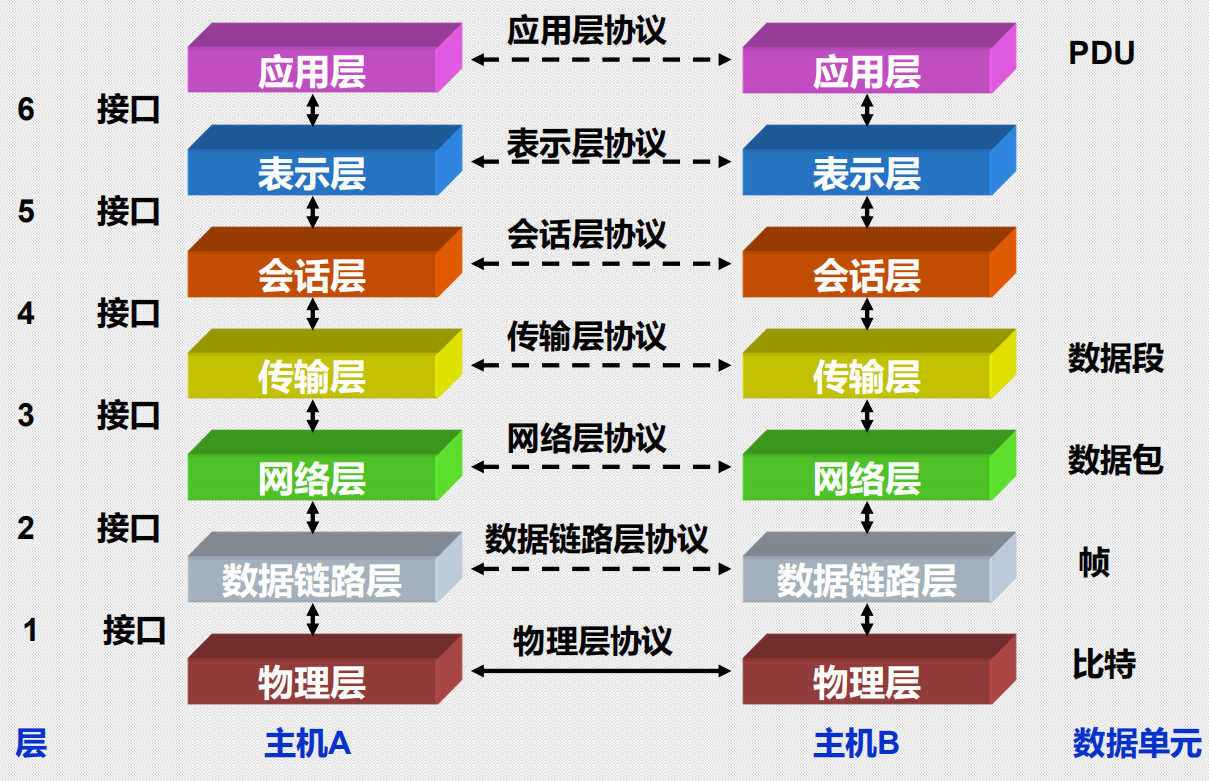 应用层协议
应用层
应用层
PDU
6 接口
表示层协议
表示层
表示层
5 接口
会话层协议
会话层
会话层
4 接口
传输层协议
传输层
传输层
数据段
3 接口
网络层协议
网络层
网络层
数据包
2 接口
数据链路层协议
数据链路层
数据链路层
帧
1 接口
物理层协议
物理层
物理层
比特
层
主机A
主机B
数据单元